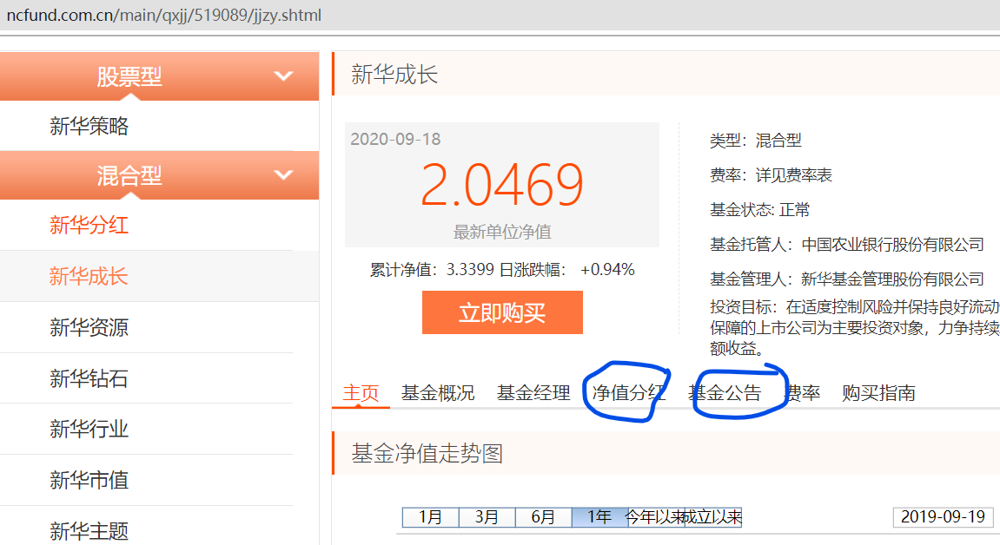 ncfund.com.cn/main/qxjj/519089/jjzy.shtml
股票型
新华策略
混合型
新华分红
新华成长
新华资源
新华钻石
新华行业
新华市值
新华主题
新华成长
2020-09-18
2.0469
最新单位净值
累计净值：3.3399 日涨跌幅： +0.94%
立即购买
类型：混合型
费率：详见费率表
基金状态: 正常
基金托管人：中国农业银行股份有限公司
基金管理人：新华基金管理股份有限公司
投资目标：在适度控制风险并保持良好流动
保障的上市公司为主要投资对象，力争持续
额收益。
主页 基金概况 基金经理 净值分红 基金公告 费率 购买指南
基金净值走势图
1月 3月 6月 1年 今年以来 成立以来 2019-09-19